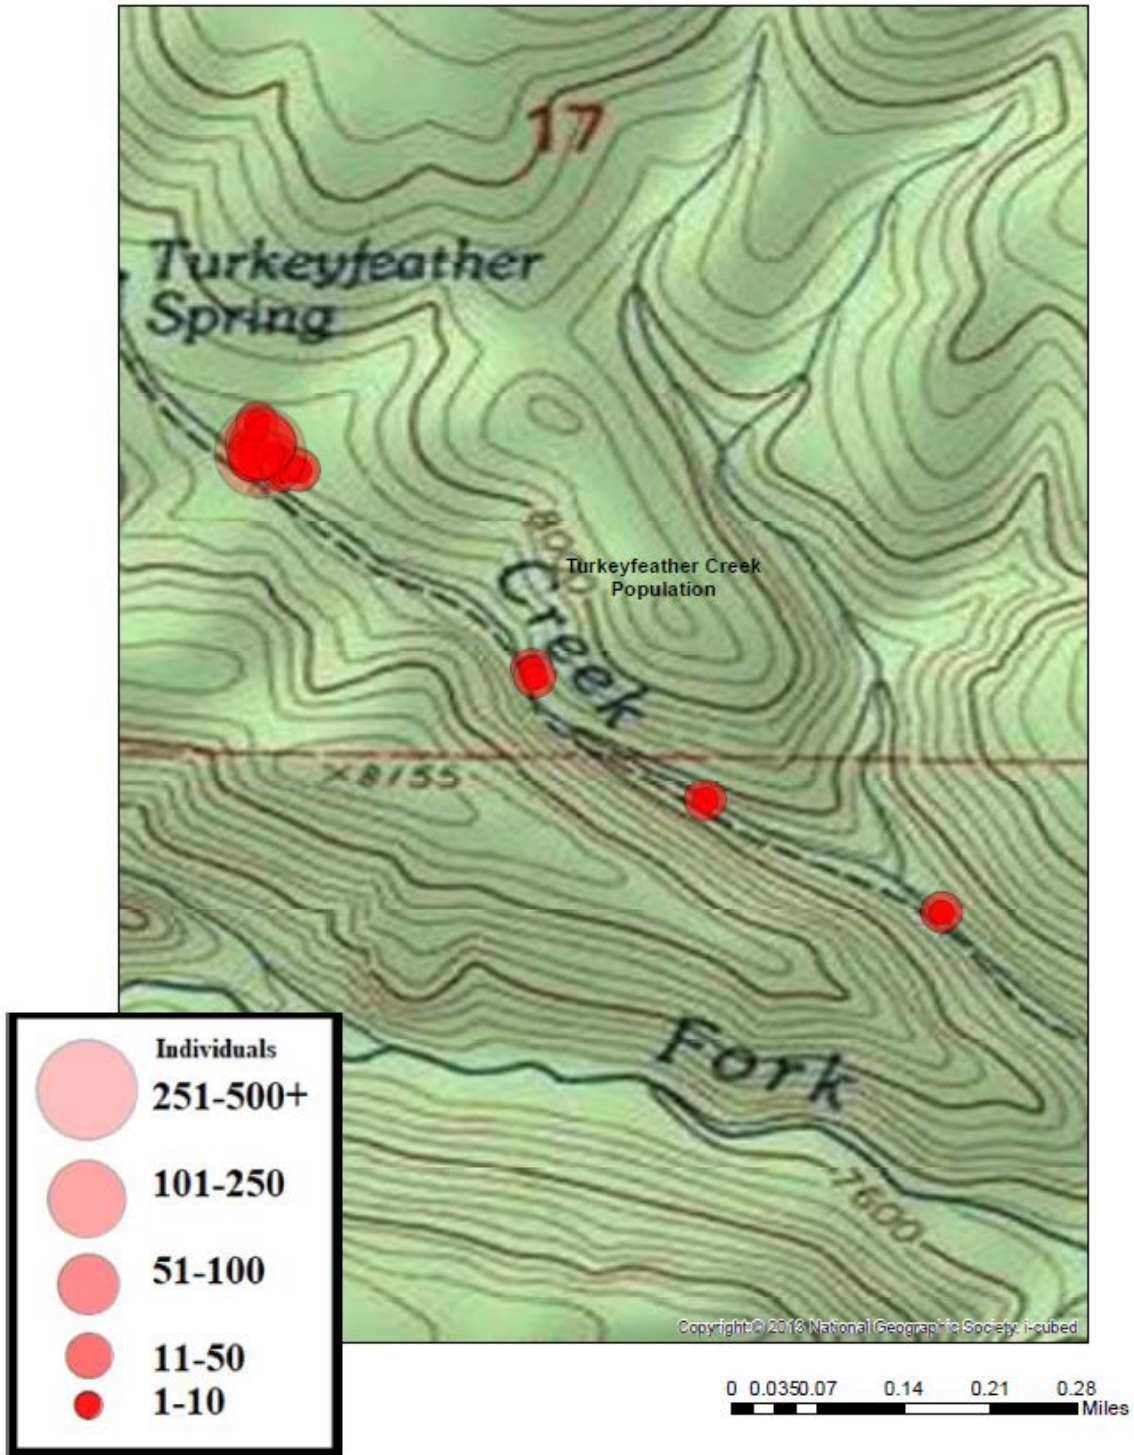 17
Turkeyfeather
Spring
8000
Turkeyfeather Creek
Population
Creek
X8155
Fork
7600
Copyright:© 2013 National Geographic Society, i-cubed
Individuals
251-500+
101-250
51-100
11-50
1-10
0 0.0350.07 0.14 0.21 0.28
Miles